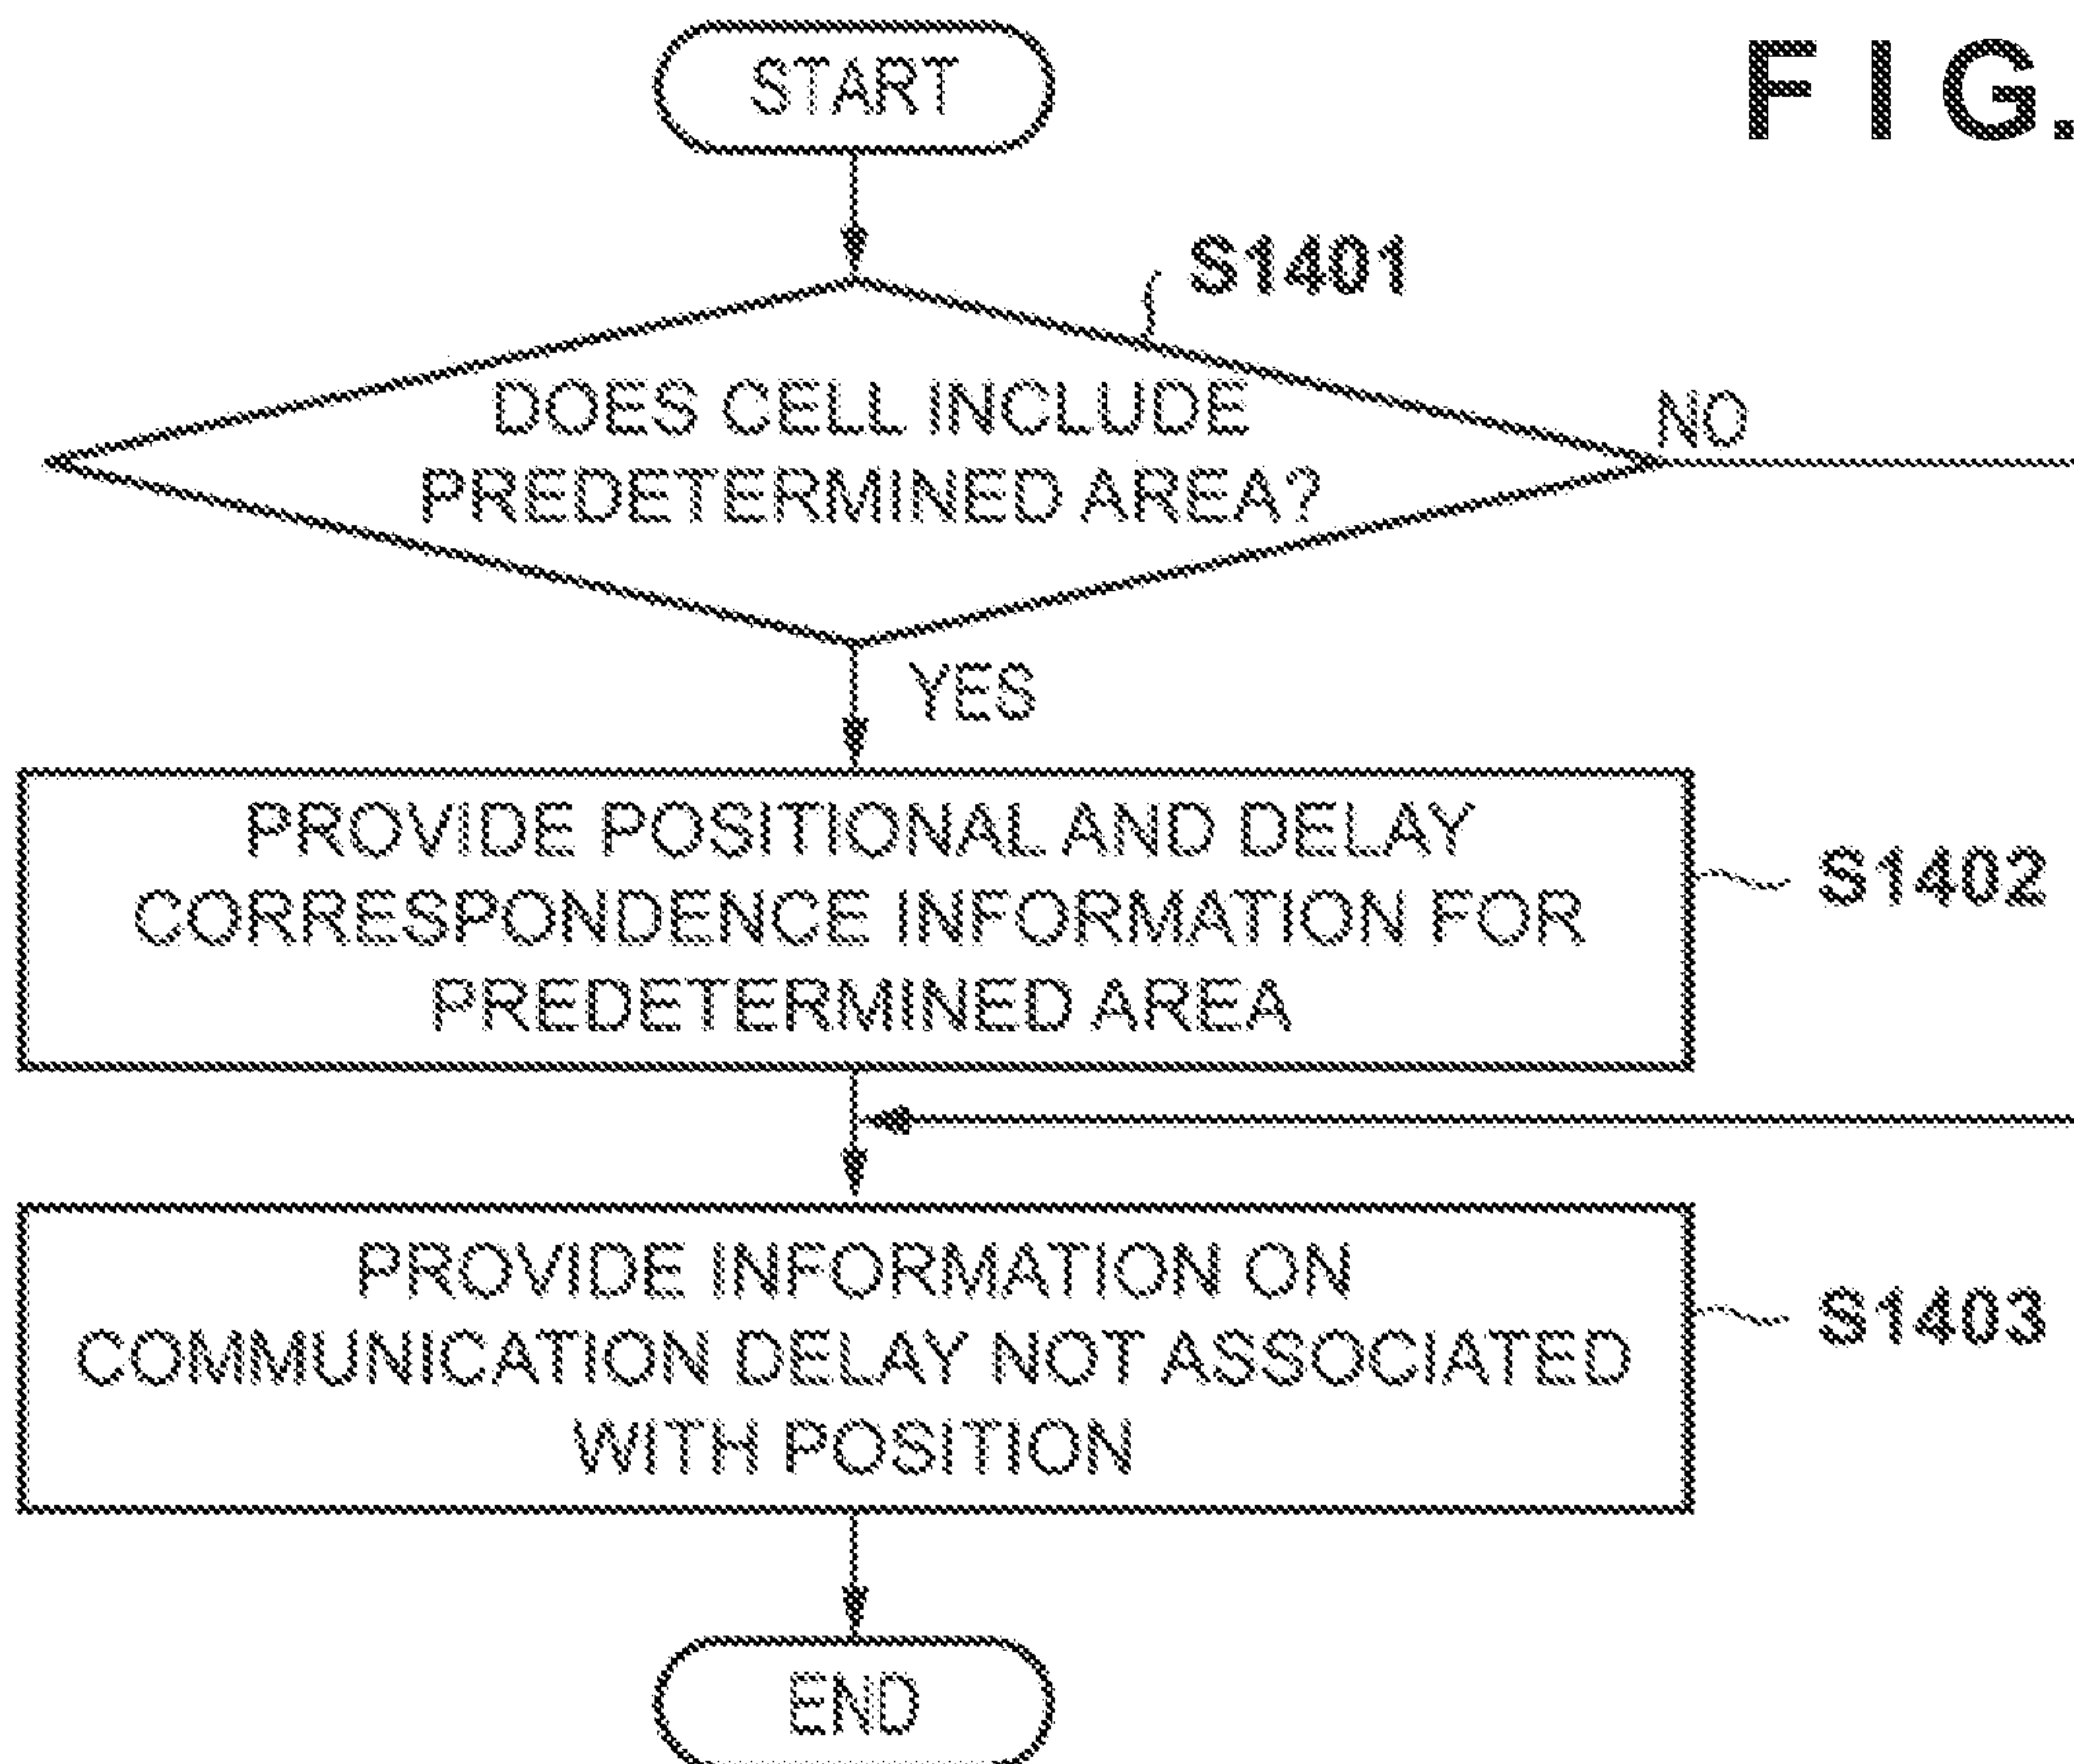 START
F I G.
S1401
DOES CELL INCLUDE
PREDETERMINED AREA?
NO
YES
PROVIDE POSITIONAL AND DELAY
CORRESPONDENCE INFORMATION FOR
PREDETERMINED AREA
S1402
PROVIDE INFORMATION ON
COMMUNICATION DELAY NOT ASSOCIATED
WITH POSITION
S1403
END